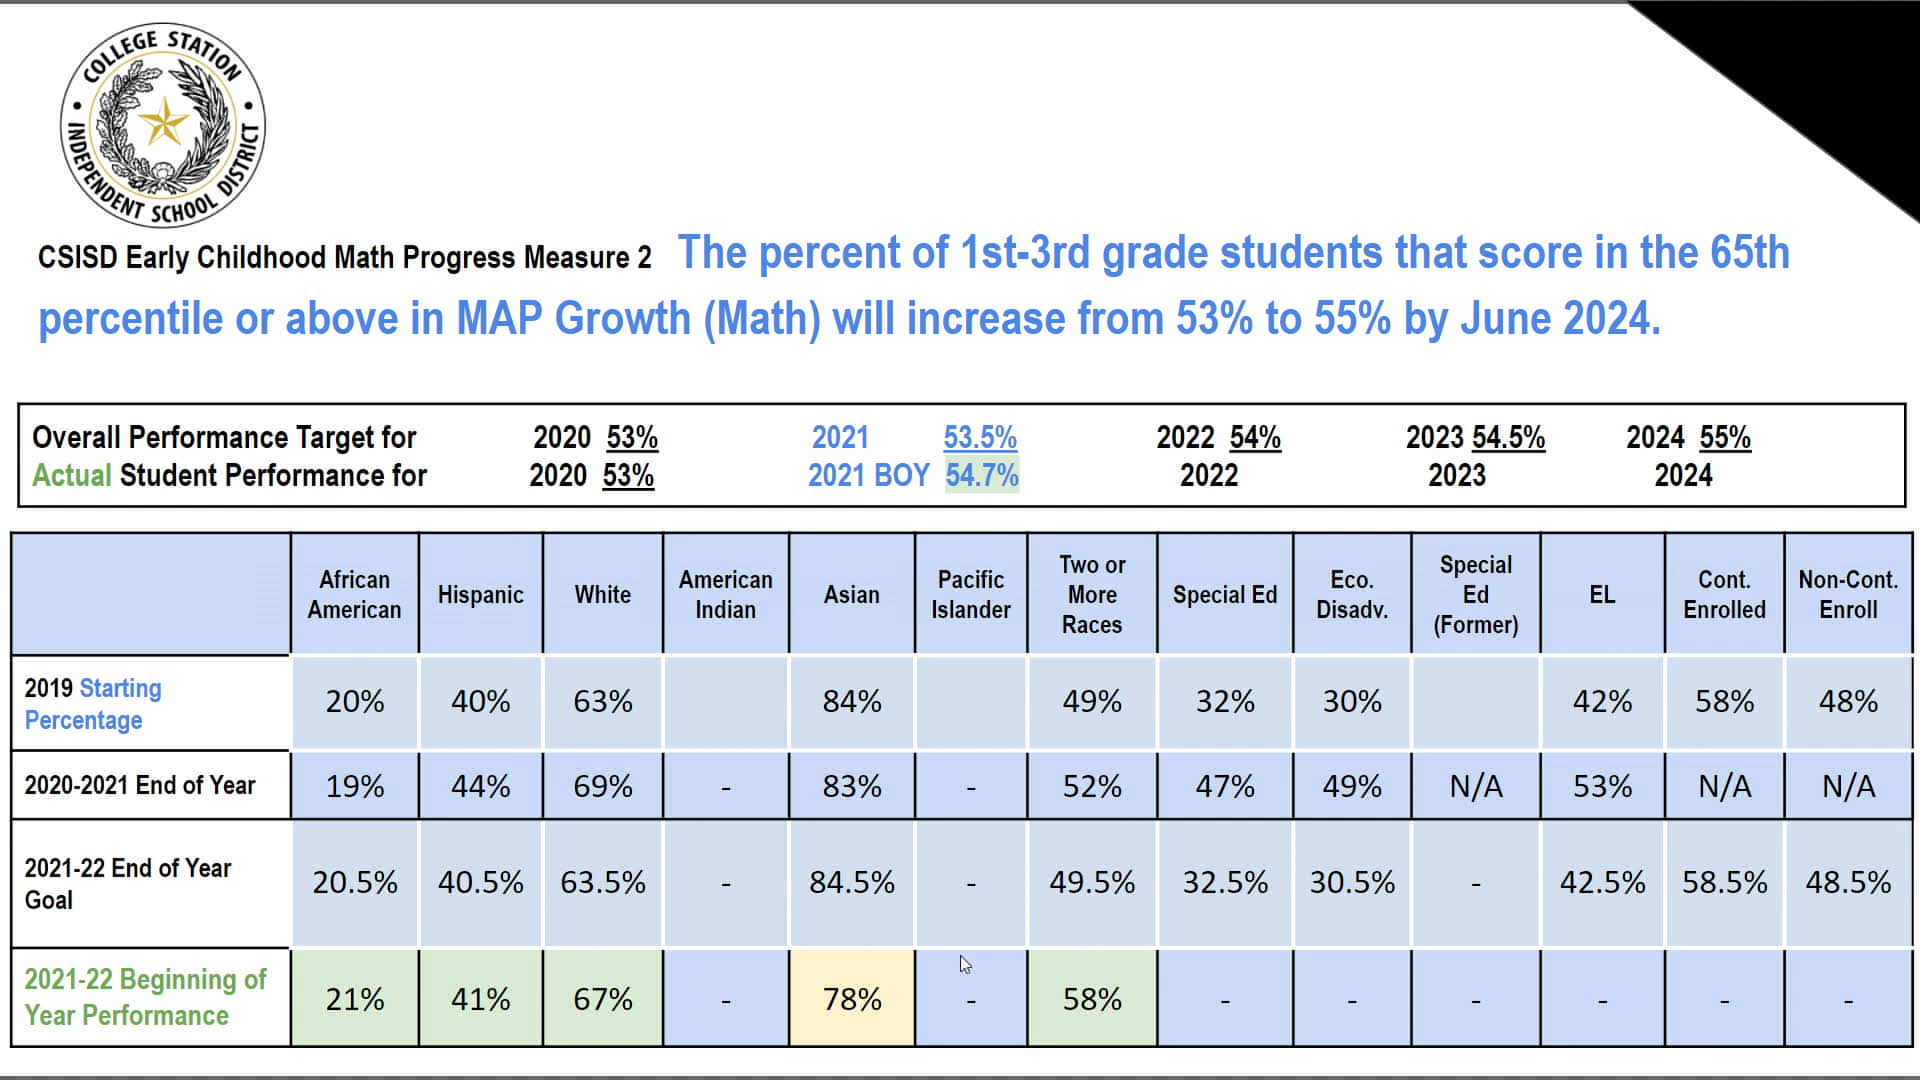 COLLEGE STATION
INDEPENDENT SCHOOL DISTRICT
CSISD Early Childhood Math Progress Measure 2 The percent of 1st-3rd grade students that score in the 65th
percentile or above in MAP Growth (Math) will increase from 53% to 55% by June 2024.
Overall Performance Target for 2020 53% 2021 53.5% 2022 54% 2023 54.5% 2024 55%
Actual Student Performance for 2020 53% 2021 BOY 54.7% 2022 2023 2024
African American Hispanic White American Indian Asian Pacific Islander Two or More Races Special Ed Eco. Disadv. Special Ed (Former) EL Cont. Enrolled Non-Cont. Enroll
2019 Starting Percentage 20% 40% 63% 84% 49% 32% 30% 42% 58% 48%
2020-2021 End of Year 19% 44% 69% - 83% - 52% 47% 49% N/A 53% N/A N/A
2021-22 End of Year Goal 20.5% 40.5% 63.5% - 84.5% - 49.5% 32.5% 30.5% - 42.5% 58.5% 48.5%
2021-22 Beginning of Year Performance 21% 41% 67% - 78% - 58% - - - - - -